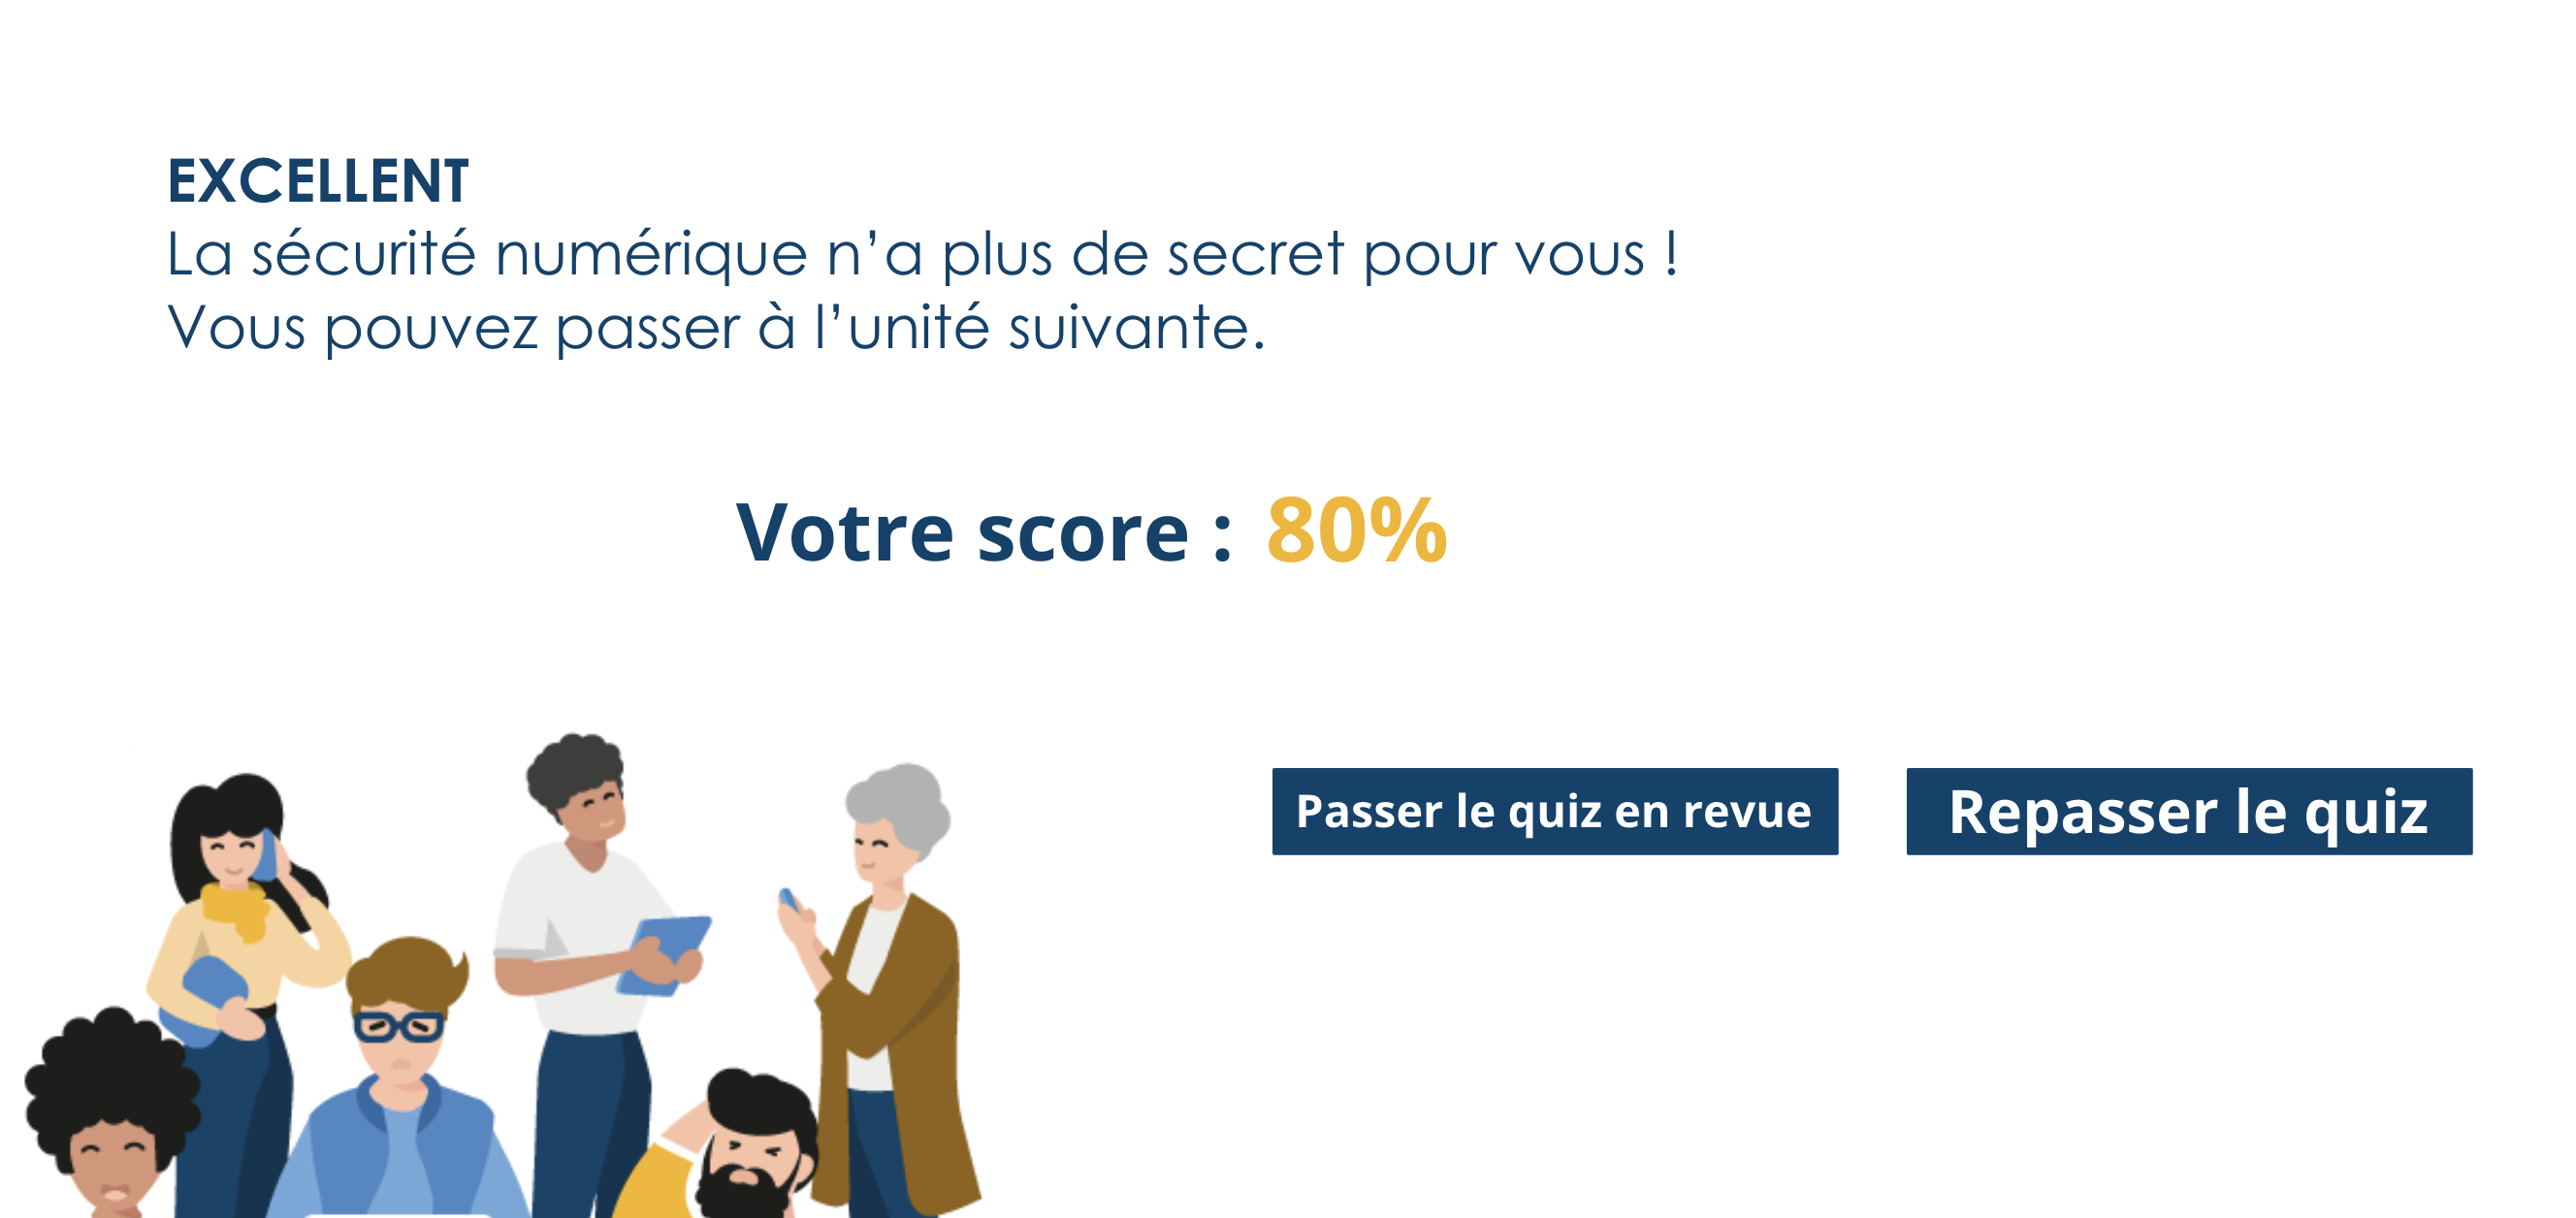 EXCELLENT
La sécurité numérique n’a plus de secret pour vous !
Vous pouvez passer à l’unité suivante.
Votre score : 80%
Passer le quiz en revue
Repasser le quiz